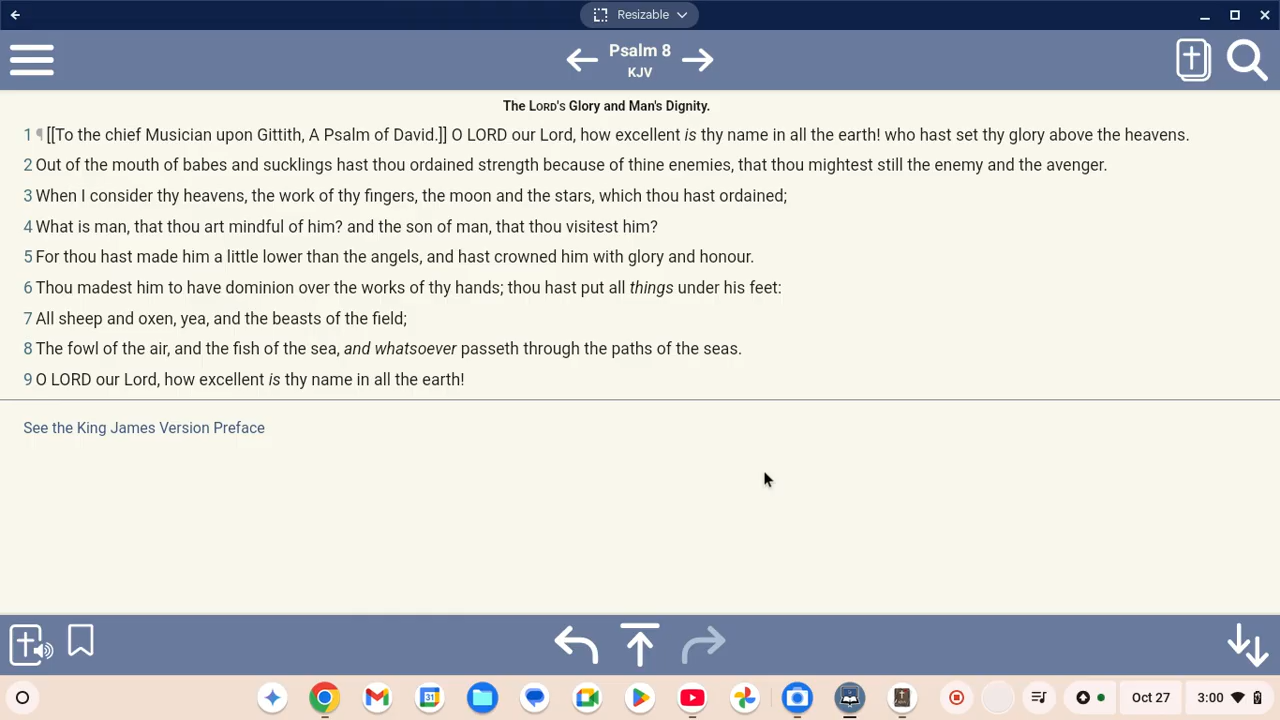 Resizable
Psalm 8
KJV
The LORD'S Glory and Man's Dignity.
1 ¶ [[To the chief Musician upon Gittith, A Psalm of David.]] O LORD our Lord, how excellent is thy name in all the earth! who hast set thy glory above the heavens.
2 Out of the mouth of babes and sucklings hast thou ordained strength because of thine enemies, that thou mightest still the enemy and the avenger.
3 When I consider thy heavens, the work of thy fingers, the moon and the stars, which thou hast ordained;
4 What is man, that thou art mindful of him? and the son of man, that thou visitest him?
5 For thou hast made him a little lower than the angels, and hast crowned him with glory and honour.
6 Thou madest him to have dominion over the works of thy hands; thou hast put all things under his feet:
7 All sheep and oxen, yea, and the beasts of the field;
8 The fowl of the air, and the fish of the sea, and whatsoever passeth through the paths of the seas.
9 O LORD our Lord, how excellent is thy name in all the earth!
See the King James Version Preface
31
Oct 27
3:00